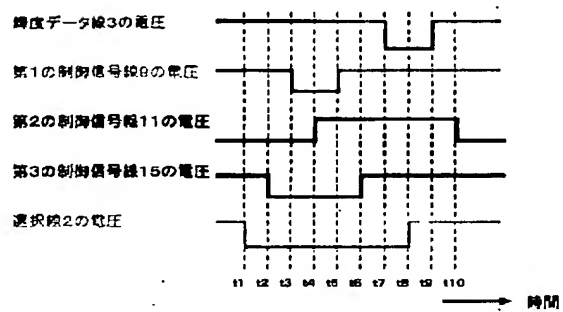 輝度データ線3の電圧
第1の制御信号線9の電圧
第2の制御信号線11の電圧
第3の制御信号線15の電圧
選択線2の電圧
t1 t2 t3 t4 t5 t6 t7 t8 t9 t10
時間